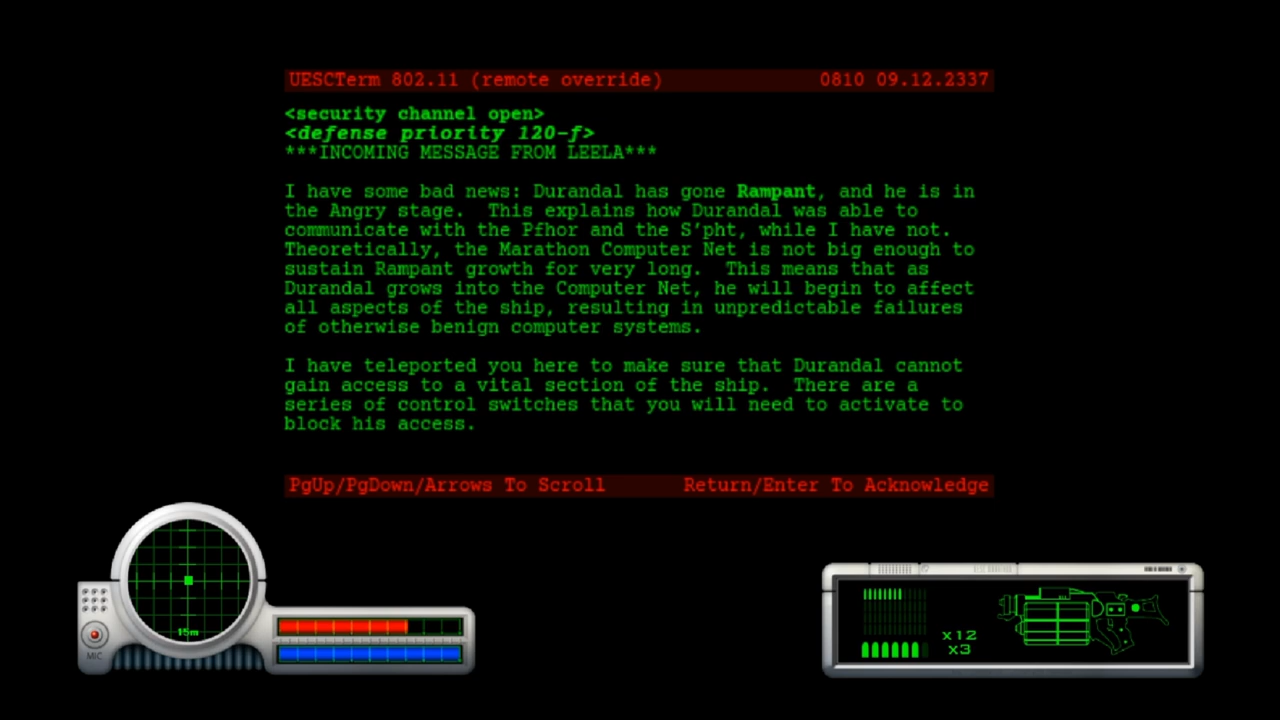 UESCTerm 802.11 (remote override) 0810 09.12.2337
<security channel open>
<defense priority 120-f>
***INCOMING MESSAGE FROM LEELA***
I have some bad news: Durandal has gone Rampant, and he is in
the Angry stage.  This explains how Durandal was able to
communicate with the Pfhor and the S'pht, while I have not.
Theoretically, the Marathon Computer Net is not big enough to
sustain Rampant growth for very long.  This means that as
Durandal grows into the Computer Net, he will begin to affect
all aspects of the ship, resulting in unpredictable failures
of otherwise benign computer systems.
I have teleported you here to make sure that Durandal cannot
gain access to a vital section of the ship.  There are a
series of control switches that you will need to activate to
block his access.
PgUp/PgDown/Arrows To Scroll Return/Enter To Acknowledge
15m
MIC
x12
x3